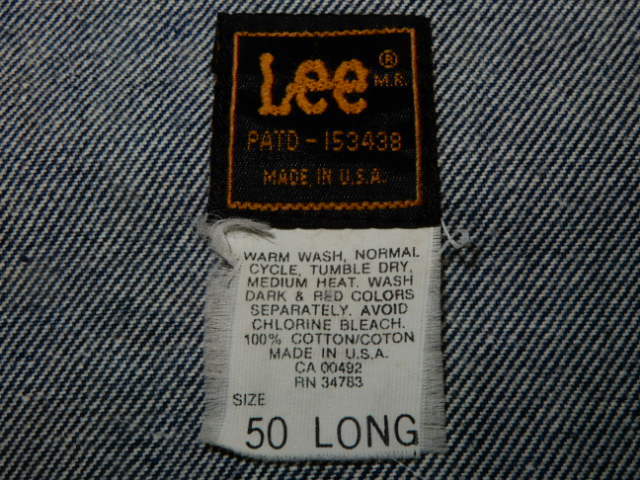 Lee ® M.R.
PATD-153438
MADE IN U.S.A.
WARM WASH, NORMAL
CYCLE, TUMBLE DRY,
MEDIUM HEAT. WASH
DARK & RED COLORS
SEPARATELY. AVOID
CHLORINE BLEACH.
100% COTTON/COTON
MADE IN U.S.A.
CA 00492
RN 34783
SIZE
50 LONG